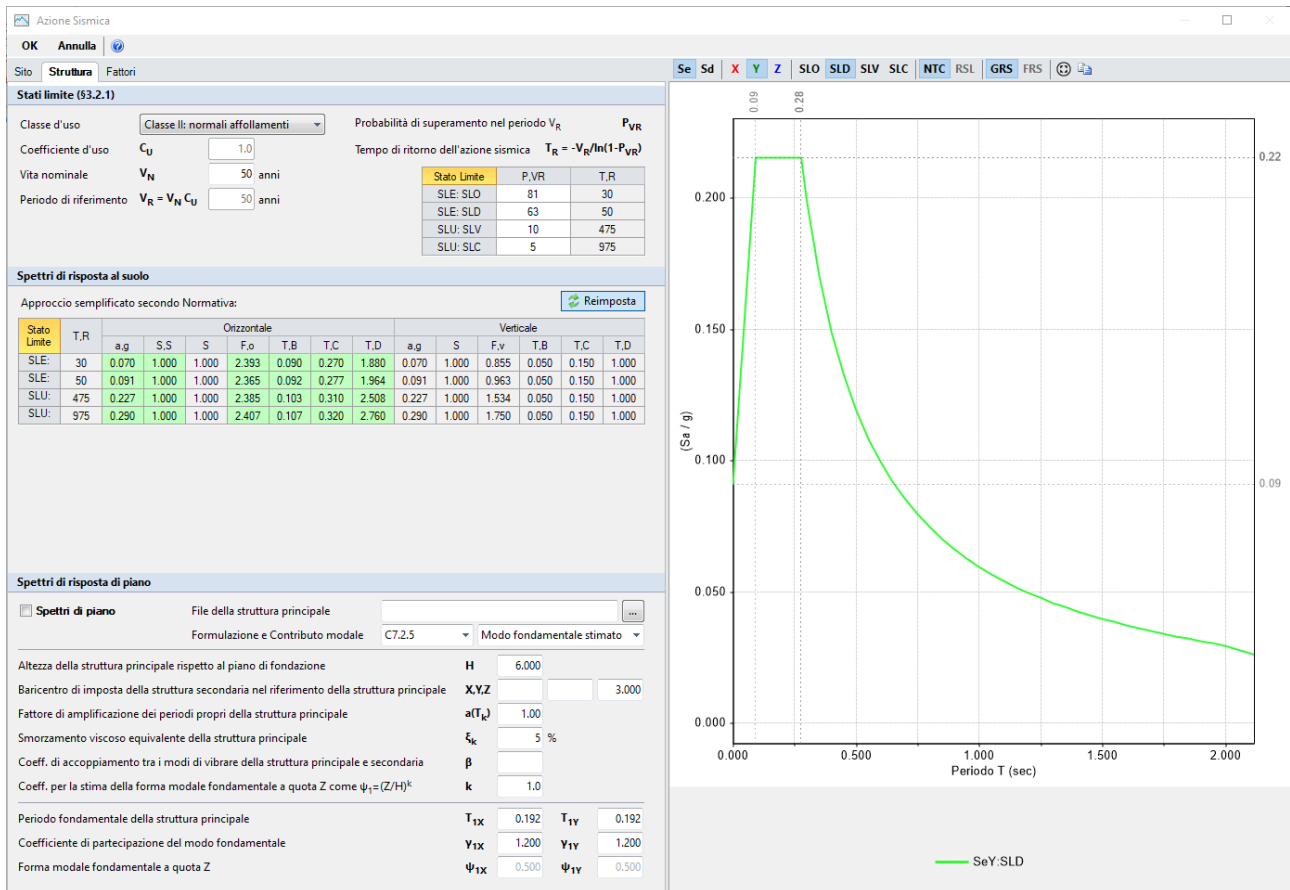 Azione Sismica
OK Annulla
Sito Struttura Fattori
Se Sd X Y Z SLO SLD SLV SLC NTC RSL GRS FRS
Stati limite (§3.2.1)
Classe d'uso Classe II: normali affollamenti Probabilità di superamento nel periodo VR PVR
Coefficiente d'uso CU 1.0 Tempo di ritorno dell'azione sismica TR = -VR/ln(1-PVR)
Vita nominale VN 50 anni
Periodo di riferimento VR = VN CU 50 anni
Stato Limite P,VR T,R
SLE: SLO 81 30
SLE: SLD 63 50
SLU: SLV 10 475
SLU: SLC 5 975
Spettri di risposta al suolo
Approccio semplificato secondo Normativa: Reimposta
Stato Limite T,R Orizzontale Verticale
a,g S,S S F,o T,B T,C T,D a,g S F,v T,B T,C T,D
SLE: 30 0.070 1.000 1.000 2.393 0.090 0.270 1.880 0.070 1.000 0.855 0.050 0.150 1.000
SLE: 50 0.091 1.000 1.000 2.365 0.092 0.277 1.964 0.091 1.000 0.963 0.050 0.150 1.000
SLU: 475 0.227 1.000 1.000 2.385 0.103 0.310 2.508 0.227 1.000 1.534 0.050 0.150 1.000
SLU: 975 0.290 1.000 1.000 2.407 0.107 0.320 2.760 0.290 1.000 1.750 0.050 0.150 1.000
Spettri di risposta di piano
Spettri di piano File della struttura principale ...
Formulazione e Contributo modale C7.2.5 Modo fondamentale stimato
Altezza della struttura principale rispetto al piano di fondazione H 6.000
Baricentro di imposta della struttura secondaria nel riferimento della struttura principale X,Y,Z 3.000
Fattore di amplificazione dei periodi propri della struttura principale a(Tk) 1.00
Smorzamento viscoso equivalente della struttura principale ξk 5 %
Coeff. di accoppiamento tra i modi di vibrare della struttura principale e secondaria β
Coeff. per la stima della forma modale fondamentale a quota Z come ψ1=(Z/H)^k k 1.0
Periodo fondamentale della struttura principale T1X 0.192 T1Y 0.192
Coefficiente di partecipazione del modo fondamentale γ1X 1.200 γ1Y 1.200
Forma modale fondamentale a quota Z ψ1X 0.500 ψ1Y 0.500
0.09 0.28
0.22
0.200
0.150
(Sa / g)
0.100
0.09
0.050
0.000
0.000 0.500 1.000 1.500 2.000
Periodo T (sec)
SeY:SLD